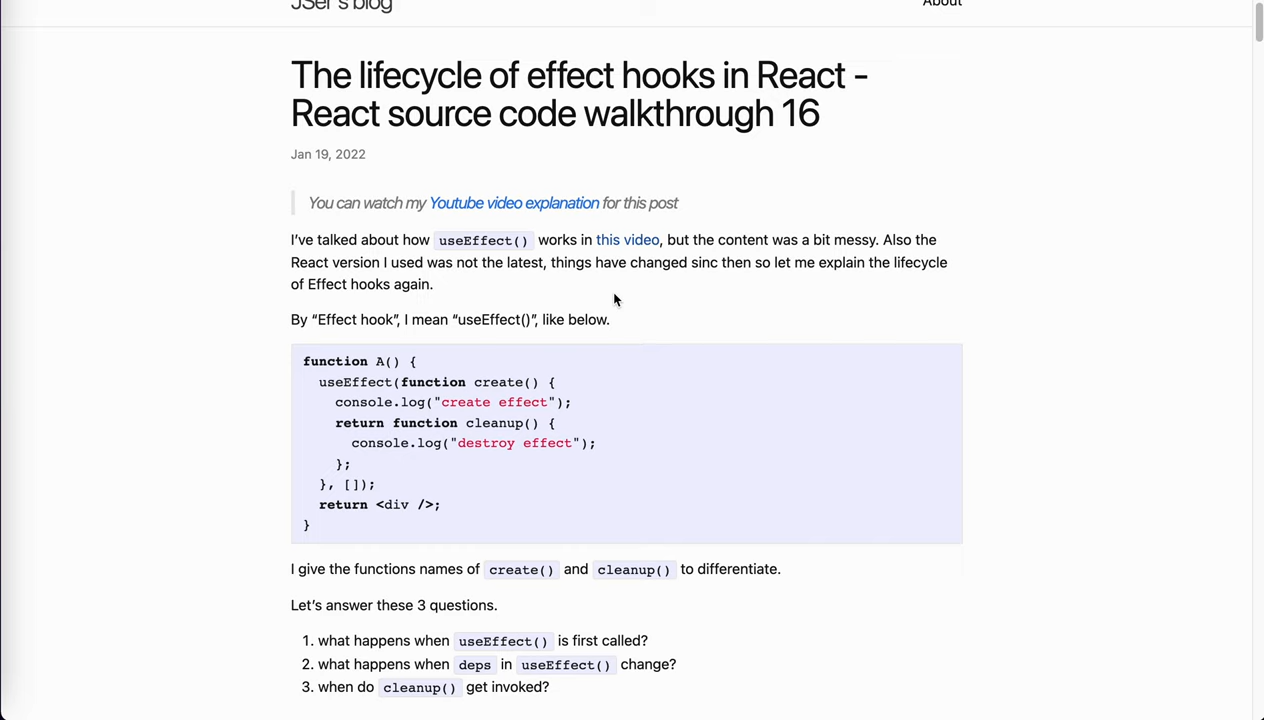 JSer's blog
About
The lifecycle of effect hooks in React -
React source code walkthrough 16
Jan 19, 2022
You can watch my Youtube video explanation for this post
I've talked about how useEffect() works in this video, but the content was a bit messy. Also the
React version I used was not the latest, things have changed sinc then so let me explain the lifecycle
of Effect hooks again.
By “Effect hook”, I mean “useEffect()”, like below.
function A() {
  useEffect(function create() {
    console.log("create effect");
    return function cleanup() {
      console.log("destroy effect");
    };
  }, []);
  return <div />;
}
I give the functions names of create() and cleanup() to differentiate.
Let's answer these 3 questions.
1. what happens when useEffect() is first called?
2. what happens when deps in useEffect() change?
3. when do cleanup() get invoked?